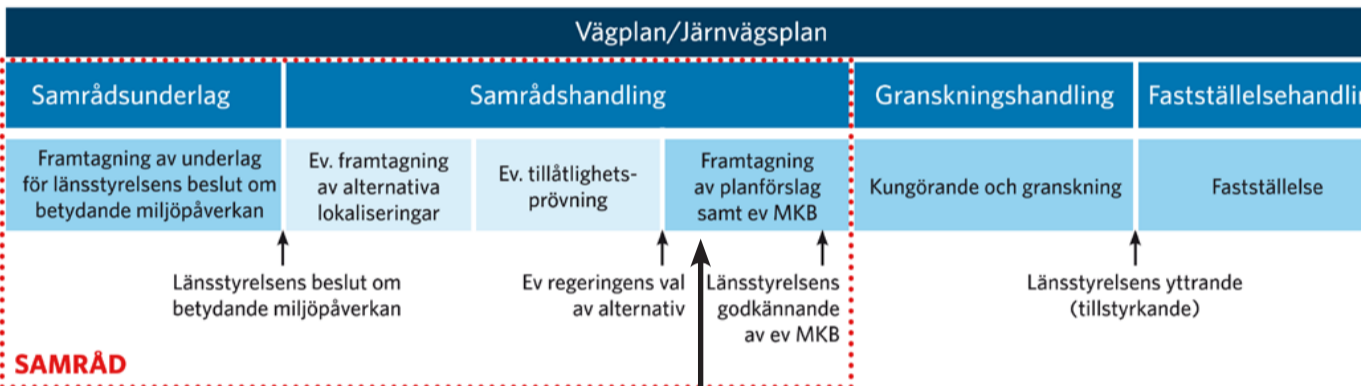 Vägplan/Järnvägsplan
Samrådsunderlag
Samrådshandling
Granskningshandling
Framtagning av underlag
för länsstyrelsens beslut om
betydande miljöpåverkan
Ev. framtagning
av alternativa
lokaliseringar
Ev. tillåtlighets-
prövning
Framtagning
av planförslag
samt ev MKB
Kungörande och granskning
Fastställelse
Länsstyrelsens beslut om
betydande miljöpåverkan
Ev regeringens val
av alternativ
Länsstyrelsens
godkännande
av ev MKB
Länsstyrelsens yttrande
(tillstyrkande)
SAMRÅD